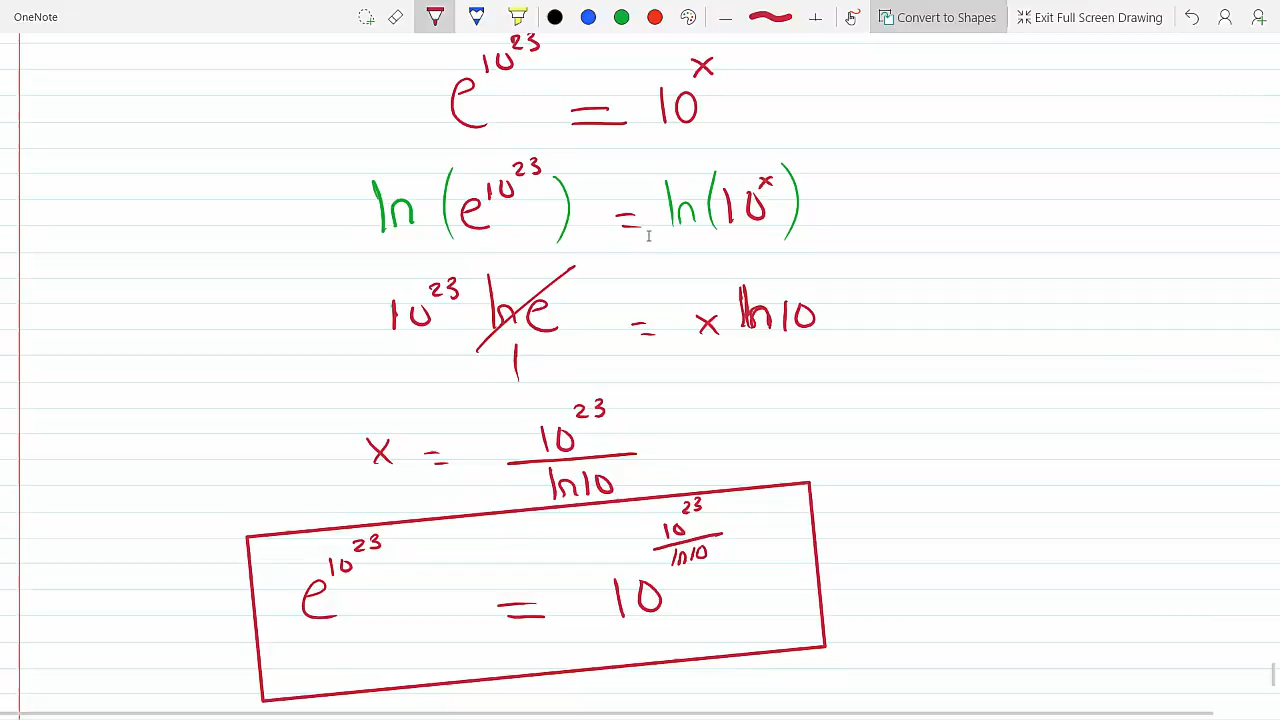 OneNote Convert to Shapes Exit Full Screen Drawing
e^10^23 = 10^x
ln(e^10^23) = ln(10^x)
10^23 ln e = x ln10
1
x = 10^23 / ln10
e^10^23 = 10^(10^23 / ln10)